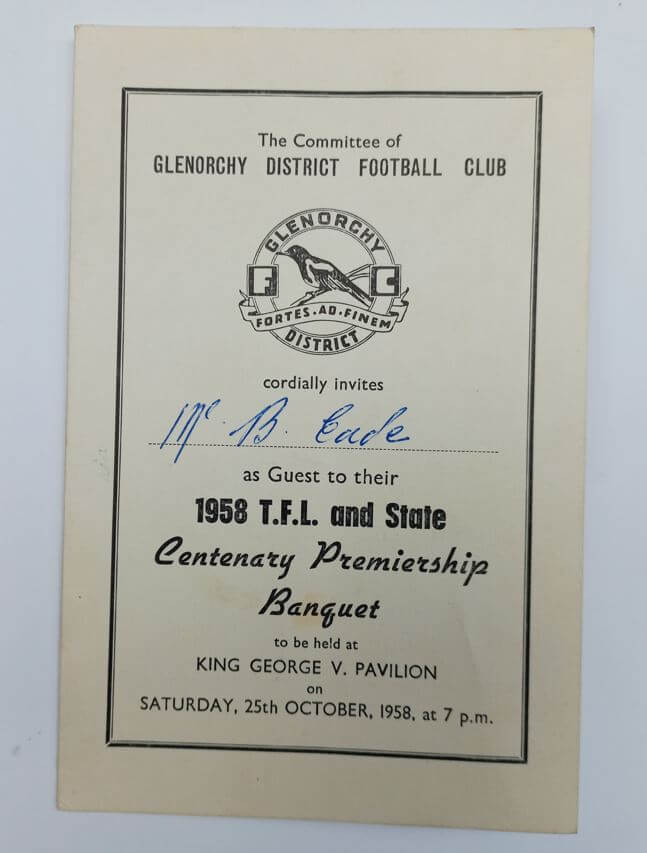 The Committee of
GLENORCHY DISTRICT FOOTBALL CLUB
GLENORCHY
F C
FORTES · AD · FINEM
DISTRICT
cordially invites
Mr. B. Eade
as Guest to their
1958 T.F.L. and State
Centenary Premiership
Banquet
to be held at
KING GEORGE V. PAVILION
on
SATURDAY, 25th OCTOBER, 1958, at 7 p.m.